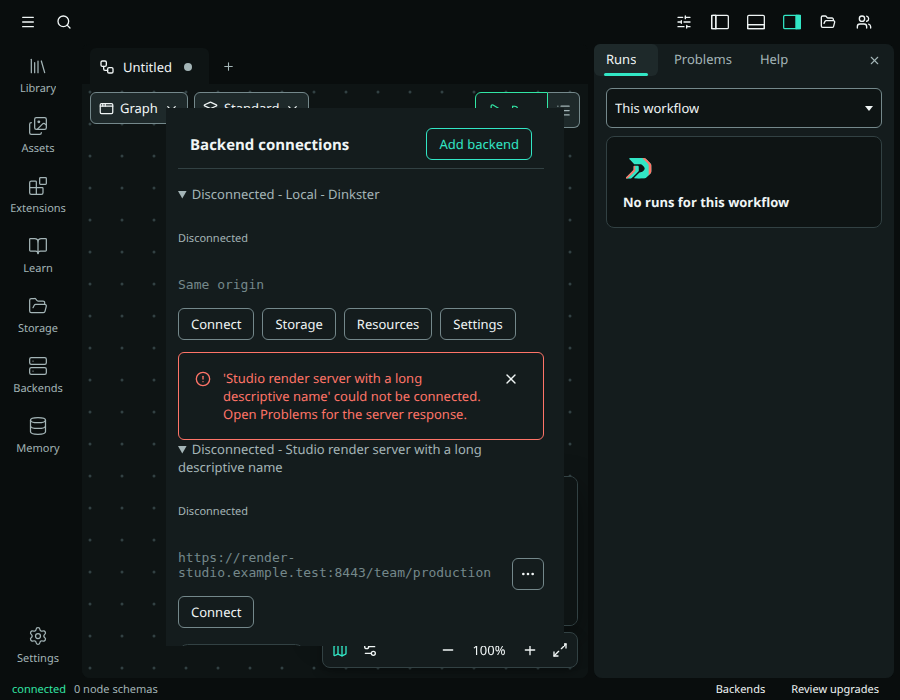 Untitled
Runs
Problems
Help
Library
Assets
Extensions
Learn
Storage
Backends
Memory
Settings
Graph
Standard
This workflow
No runs for this workflow
Backend connections
Add backend
Disconnected - Local - Dinkster
Disconnected
Same origin
Connect
Storage
Resources
Settings
'Studio render server with a long
descriptive name' could not be connected.
Open Problems for the server response.
Disconnected - Studio render server with a long
descriptive name
Disconnected
https://render-
studio.example.test:8443/team/production
Connect
100%
connected
0 node schemas
Backends
Review upgrades